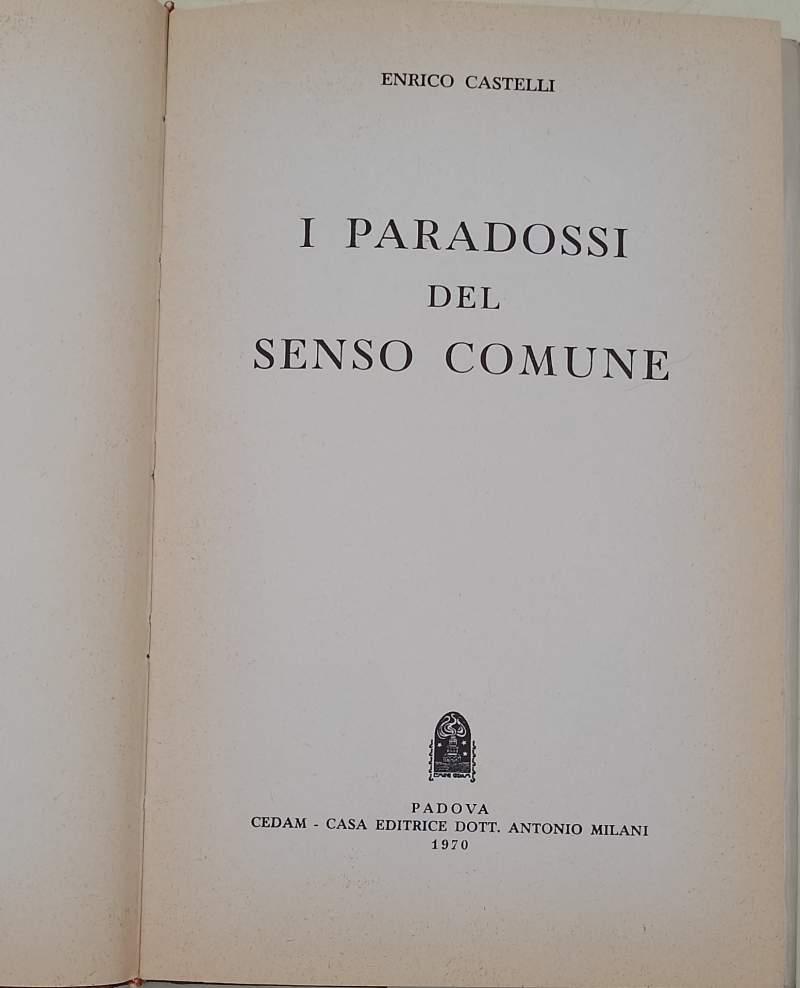 ENRICO CASTELLI
I PARADOSSI
DEL
SENSO COMUNE
PADOVA
CEDAM - CASA EDITRICE DOTT. ANTONIO MILANI
1970